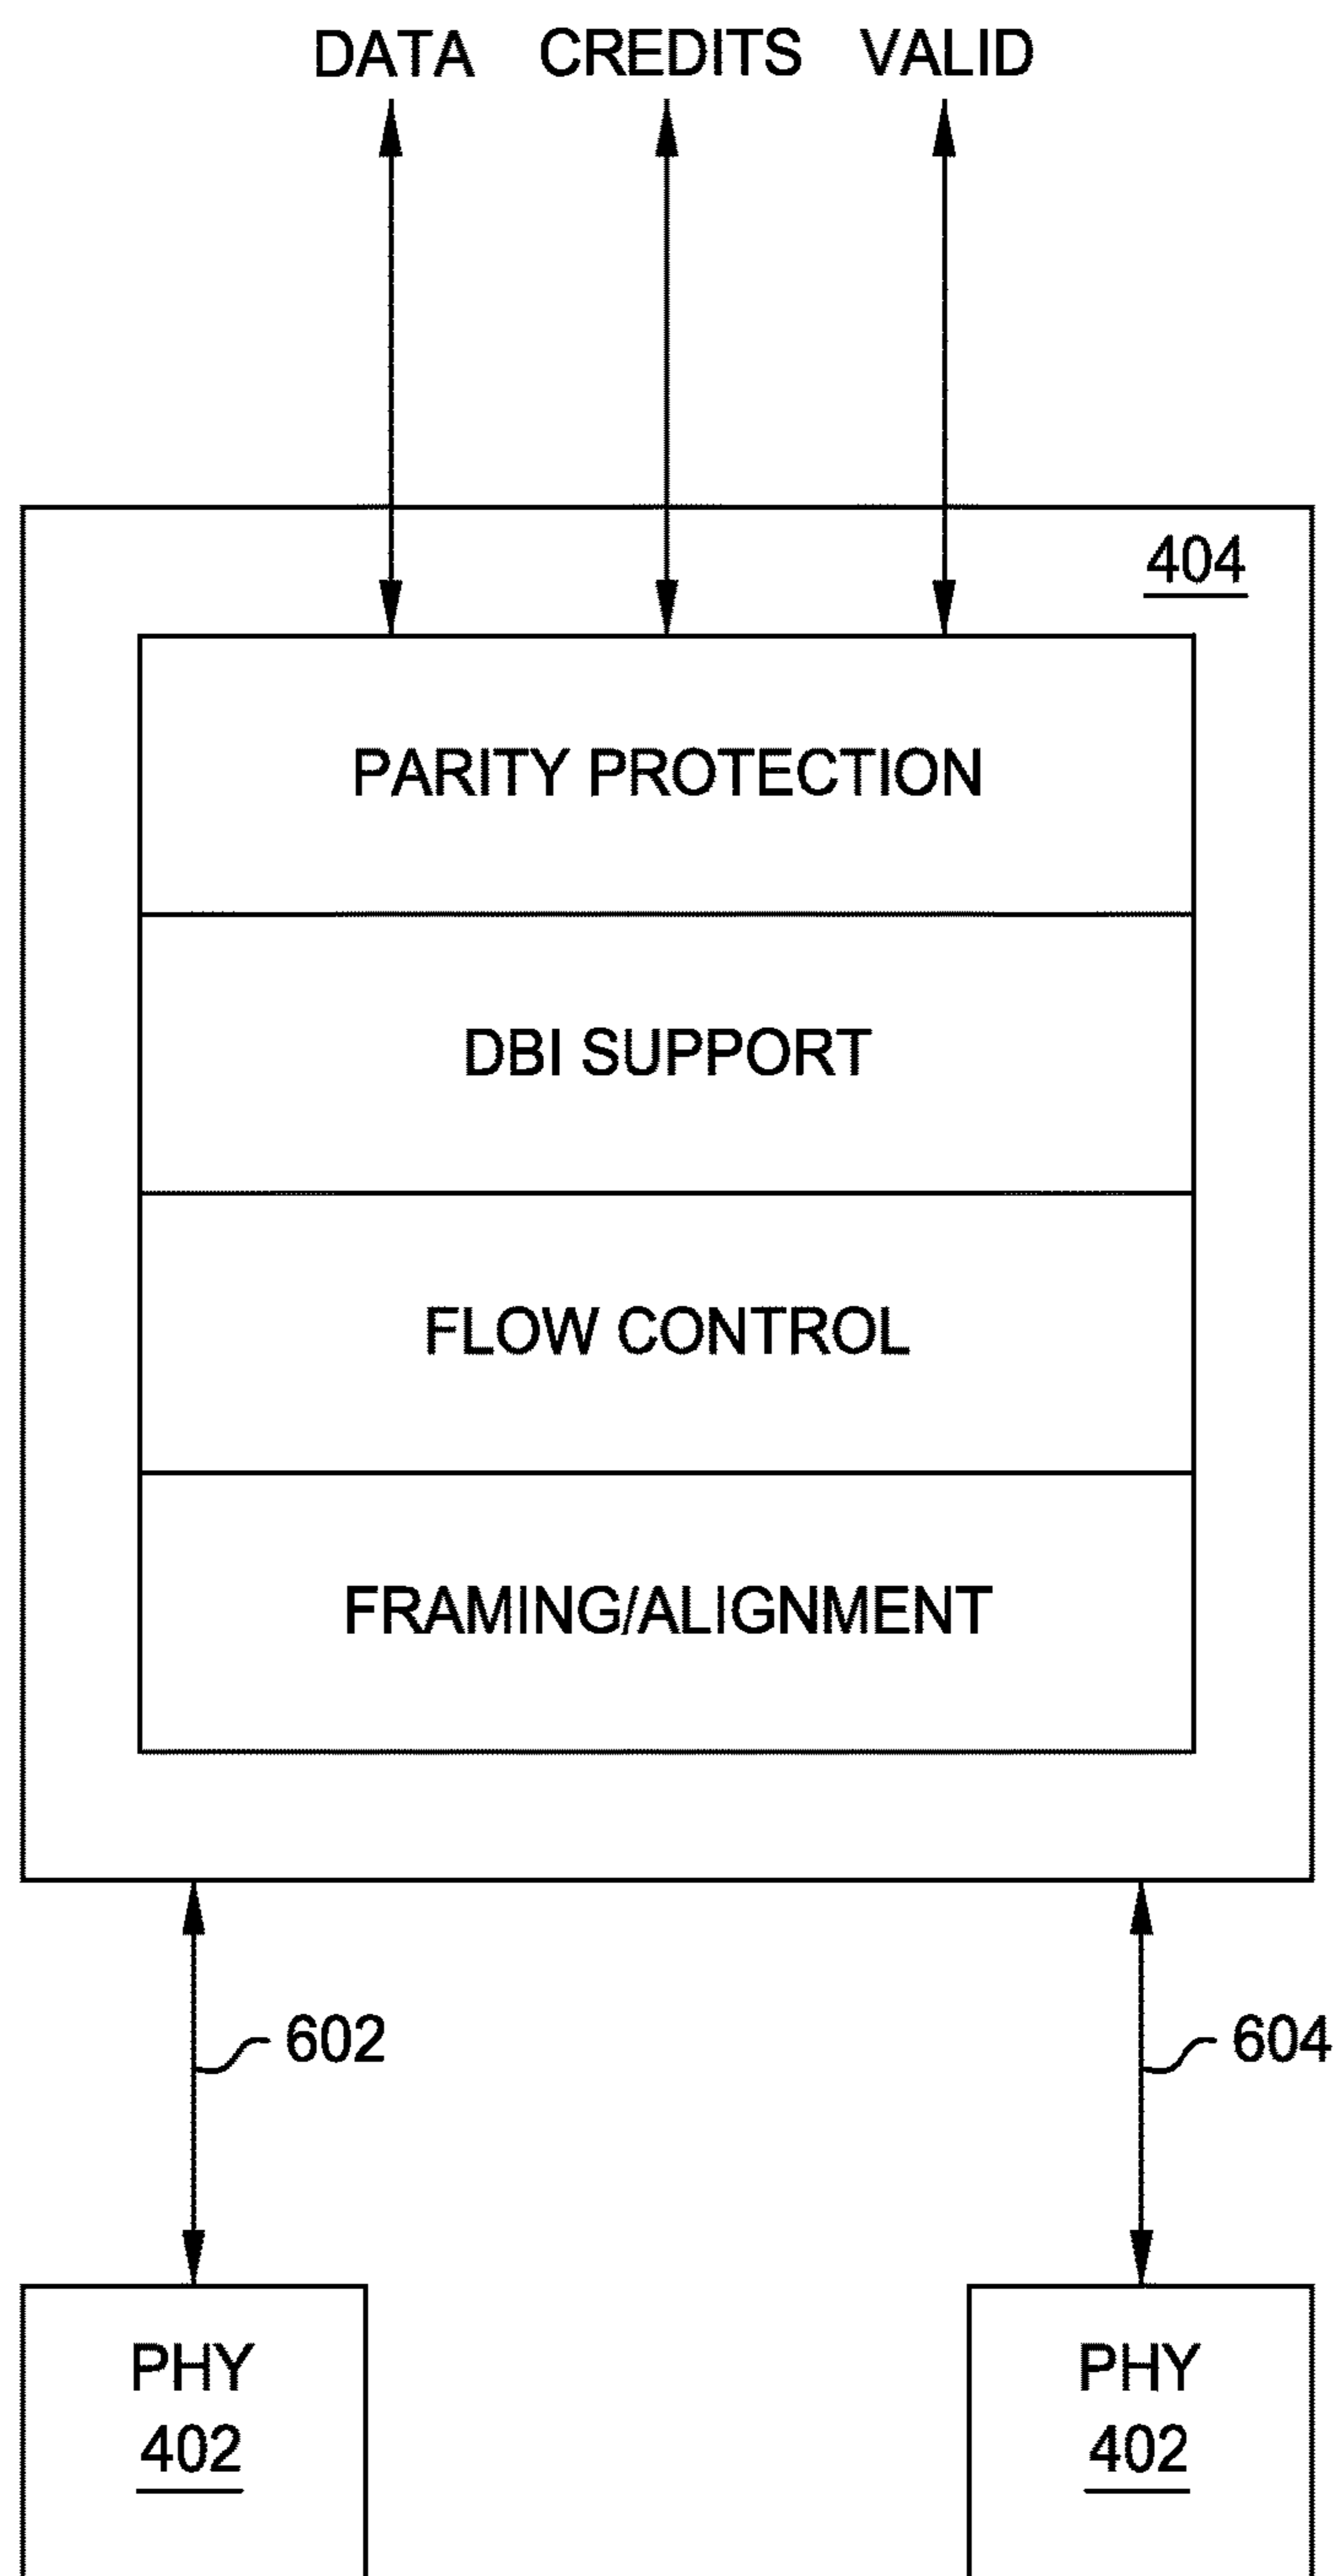 DATA CREDITS VALID
404
PARITY PROTECTION
DBI SUPPORT
FLOW CONTROL
FRAMING/ALIGNMENT
602 604
PHY PHY
402 402